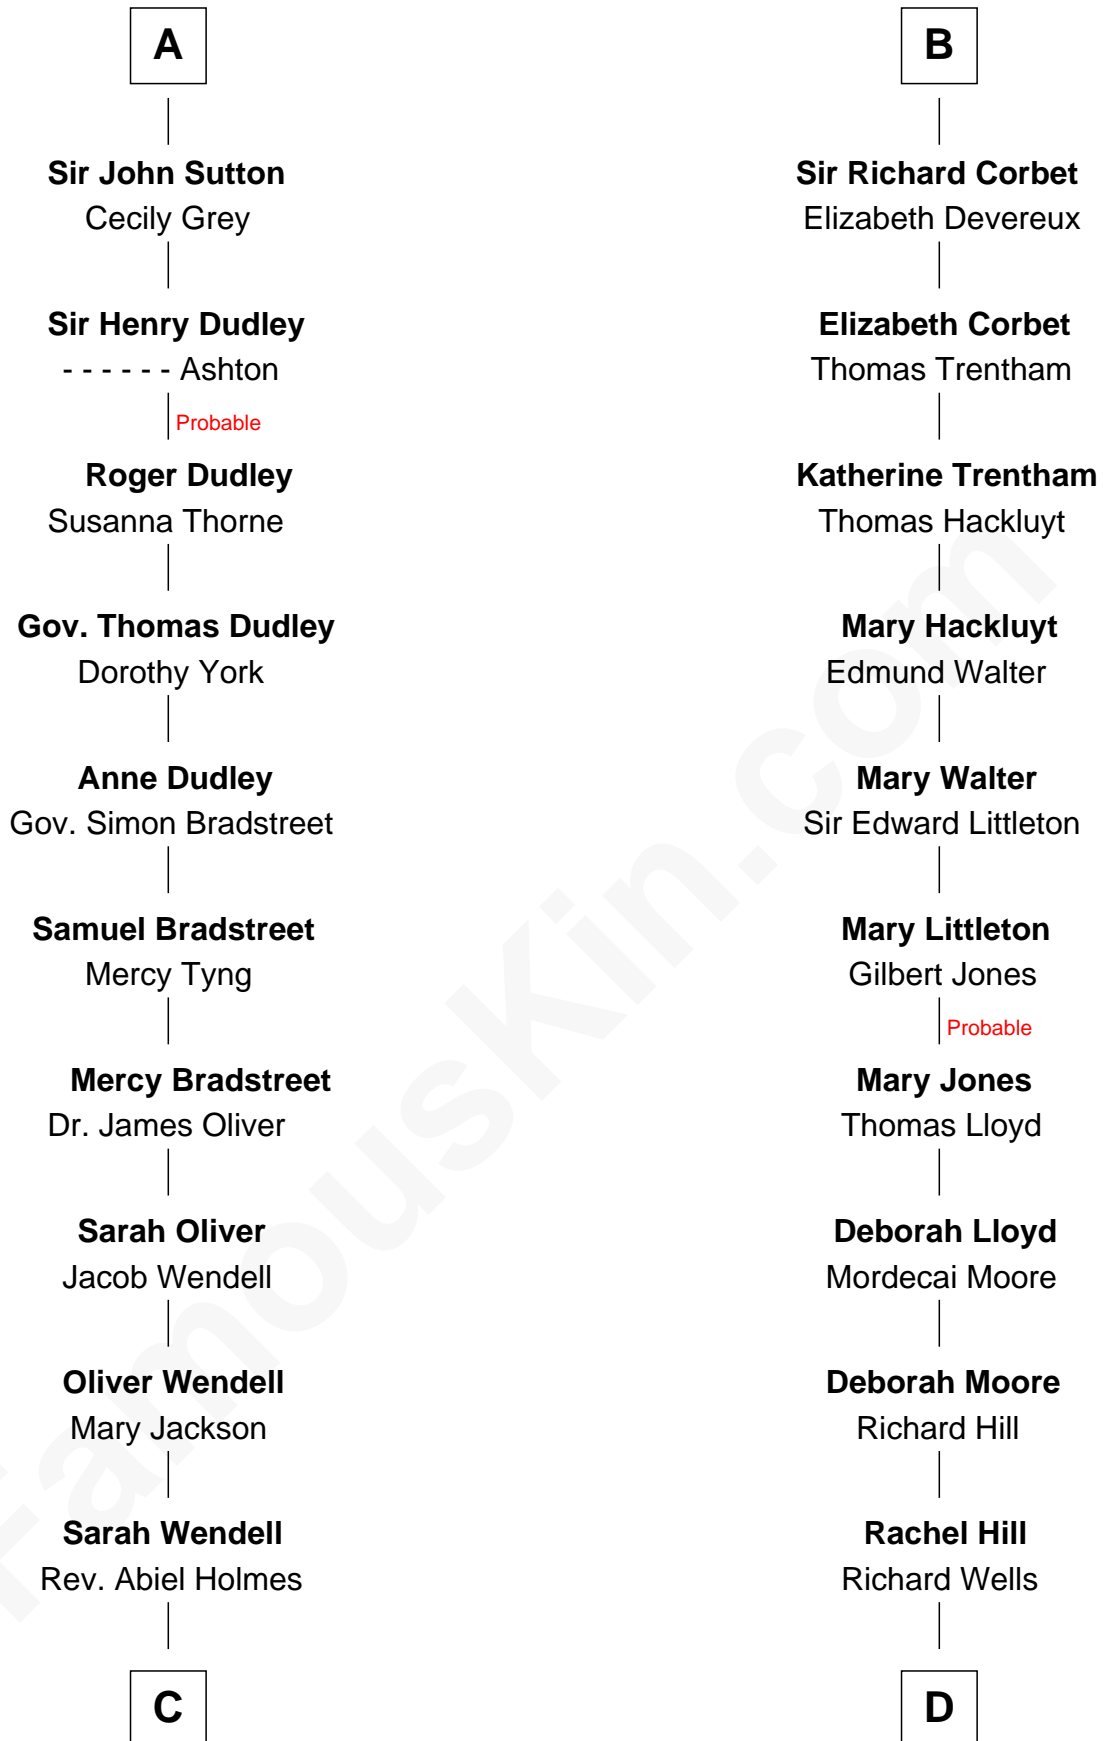 A
Sir John Sutton
Cecily Grey
Sir Henry Dudley
- - - - - - Ashton
Probable
Roger Dudley
Susanna Thorne
Gov. Thomas Dudley
Dorothy York
Anne Dudley
Gov. Simon Bradstreet
Samuel Bradstreet
Mercy Tyng
Mercy Bradstreet
Dr. James Oliver
Sarah Oliver
Jacob Wendell
Oliver Wendell
Mary Jackson
Sarah Wendell
Rev. Abiel Holmes
C
B
Sir Richard Corbet
Elizabeth Devereux
Elizabeth Corbet
Thomas Trentham
Katherine Trentham
Thomas Hackluyt
Mary Hackluyt
Edmund Walter
Mary Walter
Sir Edward Littleton
Mary Littleton
Gilbert Jones
Probable
Mary Jones
Thomas Lloyd
Deborah Lloyd
Mordecai Moore
Deborah Moore
Richard Hill
Rachel Hill
Richard Wells
D
FamousKin.com